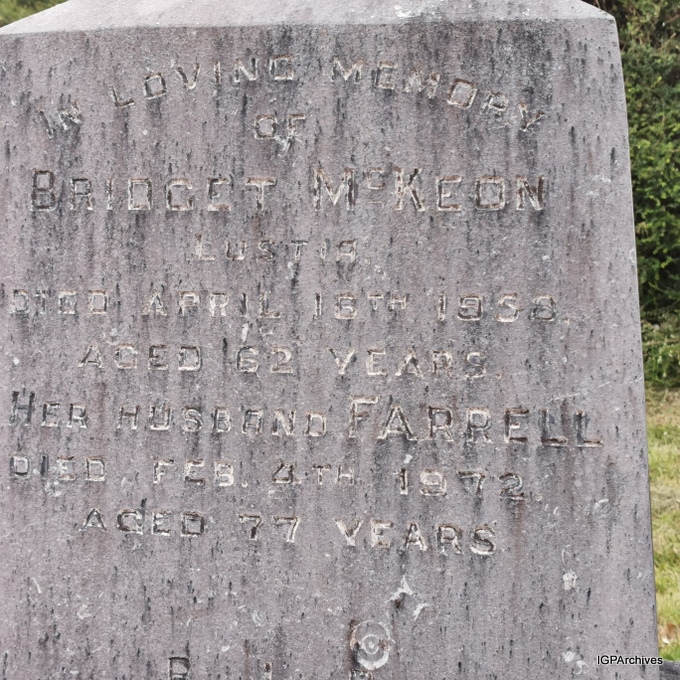 IN LOVING MEMORY
OF
BRIDGET McKEON
LUSTIA
DIED APRIL 18TH 1958,
AGED 62 YEARS.
HER HUSBAND FARRELL
DIED FEB. 4TH 1972.
AGED 77 YEARS
R. I. P.
IGPArchives